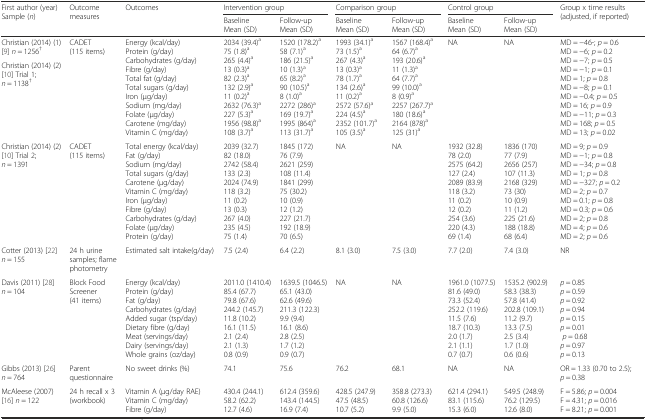 First author (year) Sample (n) Outcome measures Outcomes Intervention group Comparison group Control group Group x time results (adjusted, if reported)
Baseline Mean (SD) Follow-up Mean (SD) Baseline Mean (SD) Follow-up Mean (SD) Baseline Mean (SD) Follow-up Mean (SD)
Christian (2014) (1) CADET Energy (kcal/day) 2034 (39.4)a 1520 (178.2)a 1993 (34.1)a 1567 (168.4)a NA NA MD = −46; p = 0.6
[9] n = 1256† (115 items) Protein (g/day) 75 (1.8)a 58 (7.1)a 73 (1.5)a 64 (6.7)a MD = −6; p = 0.2
Carbohydrates (g/day) 265 (4.4)a 186 (21.5)a 267 (4.3)a 193 (20.6)a MD = −7; p = 0.5
Christian (2014) (2) Fibre (g/day) 13 (0.3)a 10 (1.3)a 13 (0.3)a 11 (1.3)a MD = −1; p = 0.1
[10] Trial 1; Total fat (g/day) 82 (2.3)a 65 (8.2)a 78 (1.7)a 64 (7.7)a MD = 1; p = 0.8
n = 1138† Total sugars (g/day) 132 (2.9)a 90 (10.5)a 134 (2.6)a 99 (10.0)a MD = −8; p = 0.1
Iron (μg/day) 11 (0.2)a 8 (1.0)a 11 (0.2)a 8 (0.9)a MD = −0.4; p = 0.5
Sodium (mg/day) 2632 (76.3)a 2272 (286)a 2572 (57.6)a 2257 (267.7)a MD = 16; p = 0.9
Folate (μg/day) 227 (5.3)a 169 (19.7)a 224 (4.5)a 180 (18.6)a MD = −11; p = 0.3
Carotene (mg/day) 1956 (98.8)a 1995 (864)a 2352 (101.7)a 2164 (878)a MD = 168; p = 0.5
Vitamin C (mg/day) 108 (3.7)a 113 (31.7)a 105 (3.5)a 125 (31)a MD = 13; p = 0.02
Christian (2014) (2) CADET Total energy (kcal/day) 2039 (32.7) 1845 (172) NA NA 1932 (32.8) 1836 (170) MD = 9; p = 0.9
[10] Trial 2; (115 items) Fat (g/day) 82 (18.0) 76 (7.9) 78 (2.0) 77 (7.9) MD = −1; p = 0.8
n = 1391 Sodium (mg/day) 2742 (58.4) 2621 (259) 2575 (64.2) 2656 (257) MD = −34; p = 0.8
Total sugars (g/day) 133 (2.3) 108 (11.4) 127 (2.4) 107 (11.3) MD = 1; p = 0.8
Carotene (μg/day) 2024 (74.9) 1841 (299) 2089 (83.9) 2168 (329) MD = −327; p = 0.2
Vitamin C (mg/day) 118 (3.2) 75 (30.2) 118 (3.2) 73 (30) MD = 2; p = 0.7
Iron (μg/day) 11 (0.2) 10 (0.9) 11 (0.2) 10 (0.9) MD = 0.1; p = 0.8
Fibre (g/day) 13 (0.3) 12 (1.2) 12 (0.2) 11 (1.2) MD = 0.3; p = 0.6
Carbohydrates (g/day) 267 (4.0) 227 (21.7) 254 (3.6) 225 (21.6) MD = 2; p = 0.8
Folate (μg/day) 235 (4.5) 192 (18.9) 220 (4.3) 188 (18.8) MD = 4; p = 0.6
Protein (g/day) 75 (1.4) 70 (6.5) 69 (1.4) 68 (6.4) MD = 2; p = 0.6
Cotter (2013) [22] 24 h urine Estimated salt intake(g/day) 7.5 (2.4) 6.4 (2.2) 8.1 (3.0) 7.5 (3.0) 7.7 (2.0) 7.4 (3.0) NR
n = 155 samples; flame
photometry
Davis (2011) [28] Block Food Energy (kcal/day) 2011.0 (1410.4) 1639.5 (1046.5) NA NA 1961.0 (1077.5) 1535.2 (902.9) p = 0.85
n = 104 Screener Protein (g/day) 85.4 (67.7) 65.1 (43.0) 81.6 (49.0) 58.3 (38.3) p = 0.59
(41 items) Fat (g/day) 79.8 (67.6) 62.6 (49.6) 73.3 (52.4) 57.8 (41.4) p = 0.92
Carbohydrates (g/day) 244.2 (145.7) 211.3 (122.3) 252.2 (119.6) 202.8 (109.1) p = 0.94
Added sugar (tsp/day) 11.8 (10.2) 9.9 (9.4) 11.5 (7.6) 11.2 (9.7) p = 0.15
Dietary fibre (g/day) 16.1 (11.5) 16.1 (8.6) 18.7 (10.3) 13.3 (7.5) p = 0.01
Meat (servings/day) 2.1 (2.4) 2.8 (2.5) 2.0 (1.7) 2.5 (3.4) p = 0.68
Dairy (servings/day) 2.1 (1.3) 1.7 (1.2) 2.1 (1.1) 1.7 (1.0) p = 0.97
Whole grains (oz/day) 0.8 (0.9) 0.9 (0.7) 0.7 (0.7) 0.6 (0.6) p = 0.13
Gibbs (2013) [26] Parent No sweet drinks (%) 74.1 75.6 76.2 68.1 NA NA OR = 1.33 (0.70 to 2.5);
n = 764 questionnaire p = 0.38
McAleese (2007) 24 h recall x 3 Vitamin A (μg/day RAE) 430.4 (244.1) 612.4 (359.6) 428.5 (247.9) 358.8 (273.3) 621.4 (294.1) 549.5 (248.9) F = 5.86; p = 0.004
[16] n = 122 (workbook) Vitamin C (mg/day) 58.2 (62.2) 143.4 (144.5) 47.5 (48.5) 60.8 (126.6) 83.1 (115.6) 76.2 (129.5) F = 4.31; p = 0.016
Fibre (g/day) 12.7 (4.6) 16.9 (7.4) 10.7 (5.2) 9.9 (5.0) 15.3 (6.0) 12.6 (8.0) F = 8.21; p = 0.001